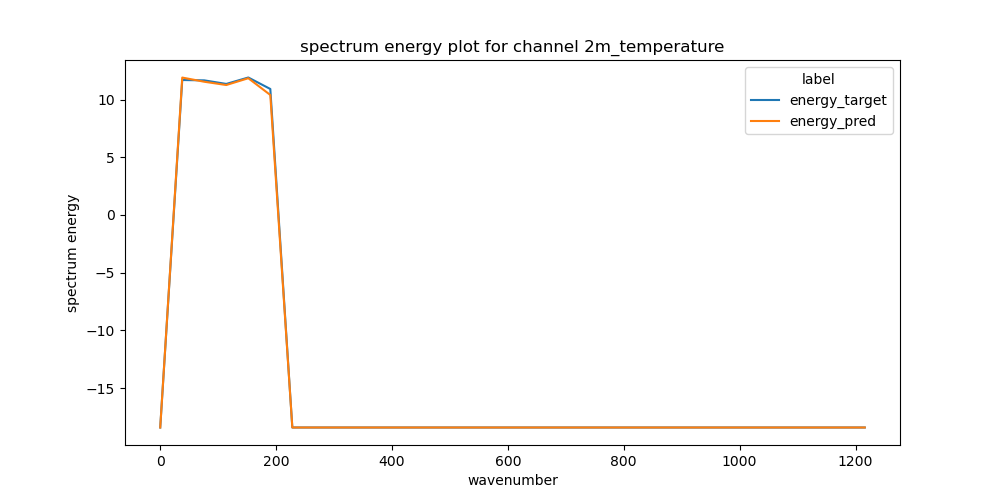 spectrum energy plot for channel 2m_temperature
label
energy_target
energy_pred
10
5
0
−5
−10
−15
spectrum energy
0
200
400
600
800
1000
1200
wavenumber